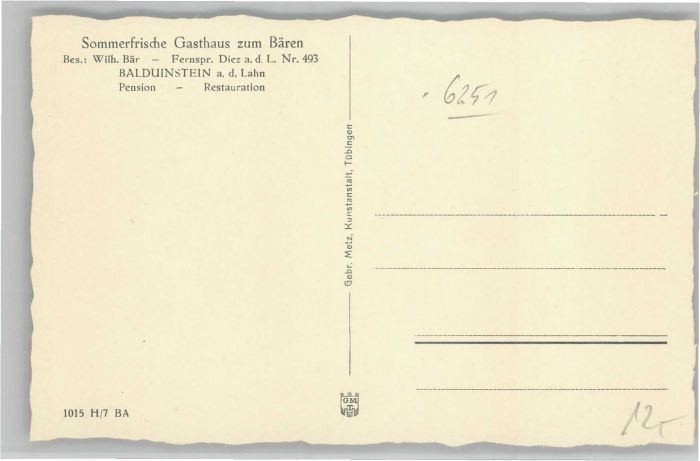 Sommerfrische Gasthaus zum Bären
Bes.: Wilh. Bär – Fernspr. Diez a. d. L. Nr. 493
BALDUINSTEIN a. d. Lahn
Pension – Restauration
6251
Gebr. Metz, Kunstanstalt, Tübingen
GM
1015 H/7 BA
12,-